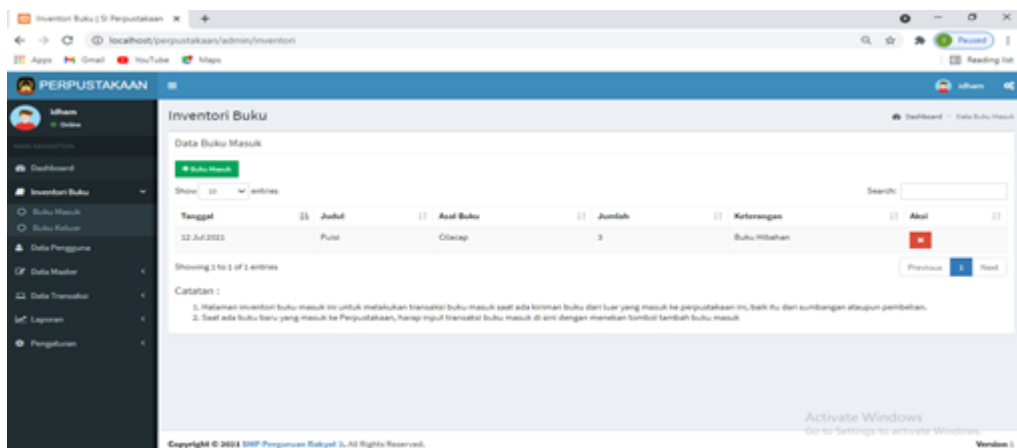 Inventori Buku | SI Perpustakaan
localhost/perpustakaan/admin/inventori
Paused
Apps Gmail YouTube Maps
Reading list
PERPUSTAKAAN
idham
idham
Online
Inventori Buku
Dashboard > Data Buku Masuk
MAIN NAVIGATION
Dashboard
Inventori Buku
Buku Masuk
Buku Keluar
Data Pengguna
Data Master
Data Transaksi
Laporan
Pengaturan
Data Buku Masuk
Buku Masuk
Show 10 entries
Search:
Tanggal Judul Asal Buku Jumlah Keterangan Aksi
12 Jul 2021 Puisi Cilacap 3 Buku Hibahan
Showing 1 to 1 of 1 entries
Previous 1 Next
Catatan :
1. Halaman inventori buku masuk ini untuk melakukan transaksi buku masuk saat ada kiriman buku dari luar yang masuk ke perpustakaan ini, baik itu dari sumbangan ataupun pembelian.
2. Saat ada buku baru yang masuk ke Perpustakaan, harap input transaksi buku masuk di sini dengan menekan tombol tambah buku masuk
Activate Windows
Go to Settings to activate Windows.
Copyright © 2021 SMP Perguruan Rakyat 2. All Rights Reserved.
Version